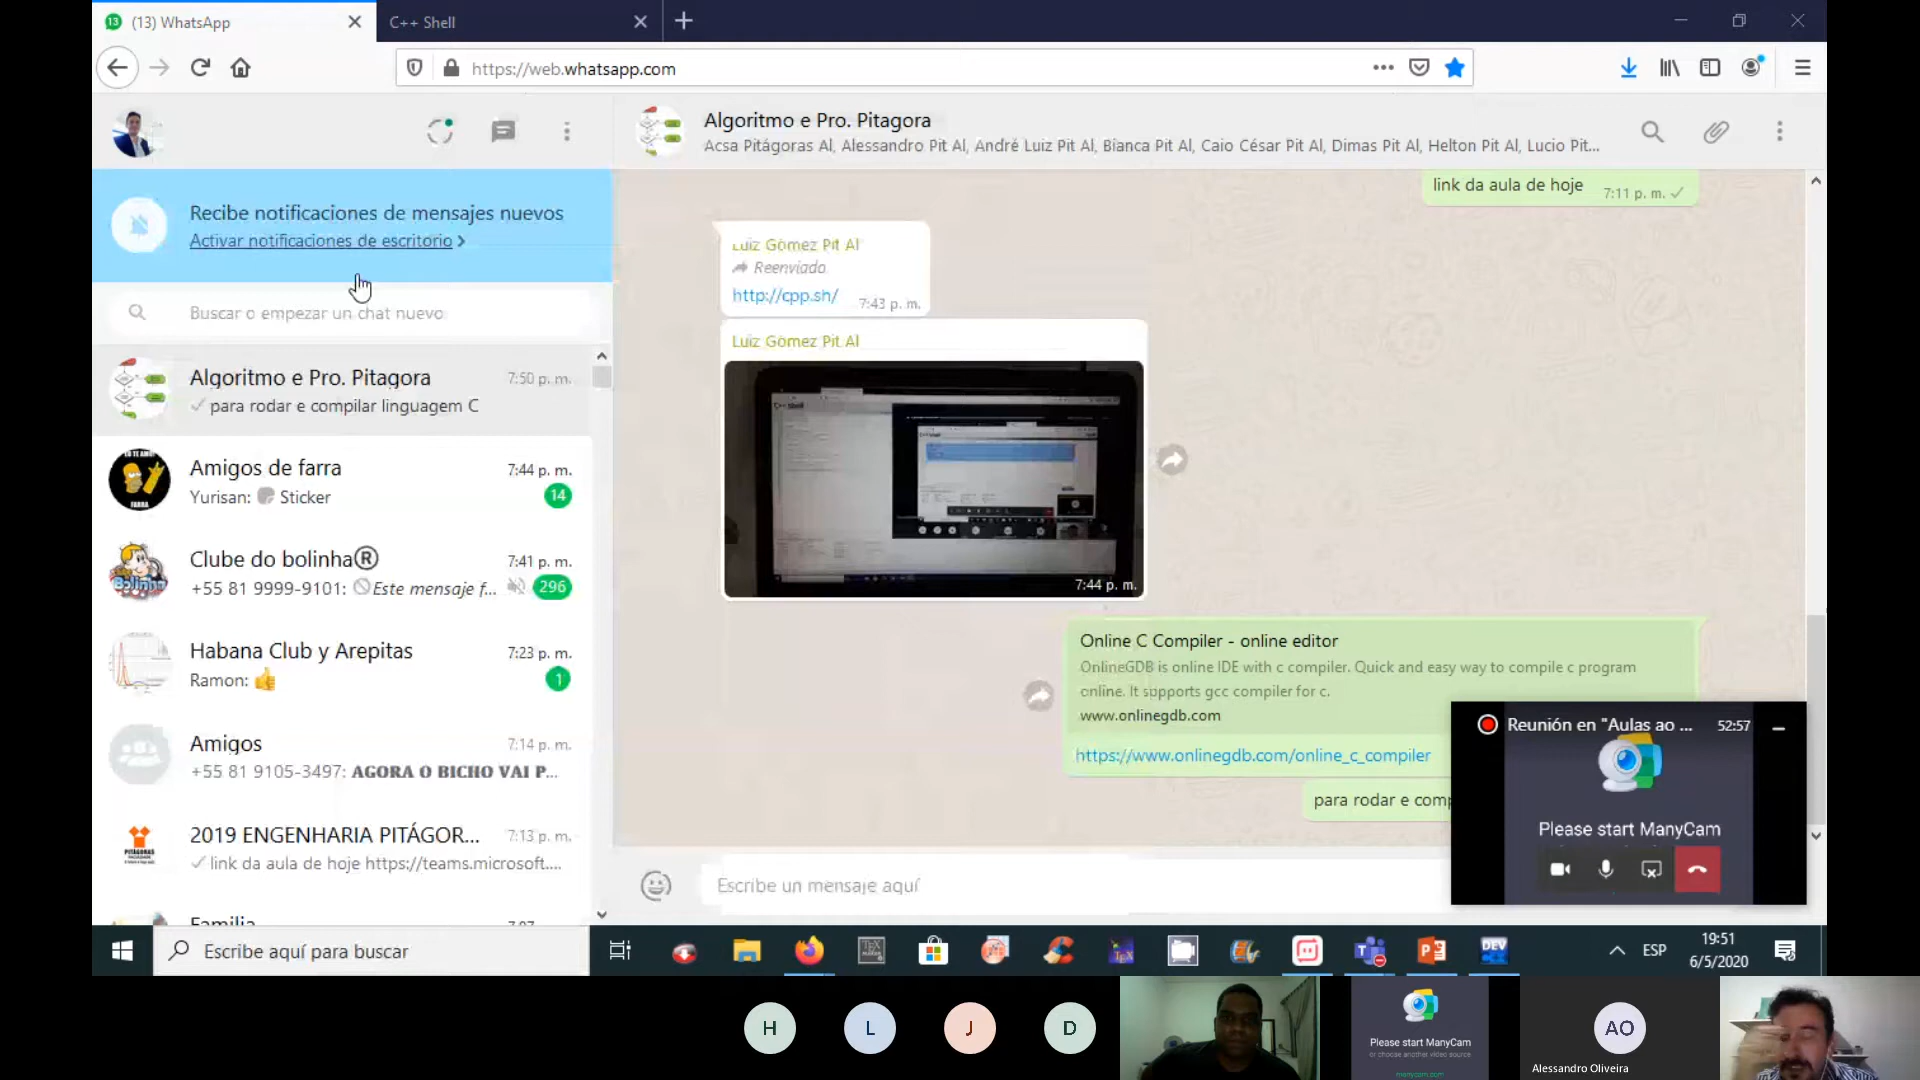 (13) WhatsApp
C++ Shell
https://web.whatsapp.com
Algoritmo e Pro. Pitagora
Acsa Pitágoras Al, Alessandro Pit Al, André Luiz Pit Al, Bianca Pit Al, Caio César Pit Al, Dimas Pit Al, Helton Pit Al, Lucio Pit...
Recibe notificaciones de mensajes nuevos
Activar notificaciones de escritorio
Buscar o empezar un chat nuevo
Algoritmo e Pro. Pitagora
7:50 p. m.
para rodar e compilar linguagem C
Amigos de farra
7:44 p. m.
Yurisan: Sticker
14
Clube do bolinha®
7:41 p. m.
+55 81 9999-9101: Este mensaje f...
296
Habana Club y Arepitas
7:23 p. m.
Ramon:
1
Amigos
7:14 p. m.
+55 81 9105-3497: AGORA O BICHO VAI P...
2019 ENGENHARIA PITÁGOR...
7:13 p. m.
link da aula de hoje https://teams.microsoft....
Familia
link da aula de hoje
7:11 p. m.
Luiz Gomez Pit Al
Reenviado
http://cpp.sh/
7:43 p. m.
Luiz Gomez Pit Al
7:44 p. m.
Online C Compiler - online editor
OnlineGDB is online IDE with c compiler. Quick and easy way to compile c program
online. It supports gcc compiler for c.
www.onlinegdb.com
https://www.onlinegdb.com/online_c_compiler
para rodar e comp
Escribe un mensaje aquí
Reunión en "Aulas ao ...
52:57
Please start ManyCam
Escribe aquí para buscar
ESP
19:51
6/5/2020
H
L
J
D
Please start ManyCam
or choose another video source
manycam.com
AO
Alessandro Oliveira